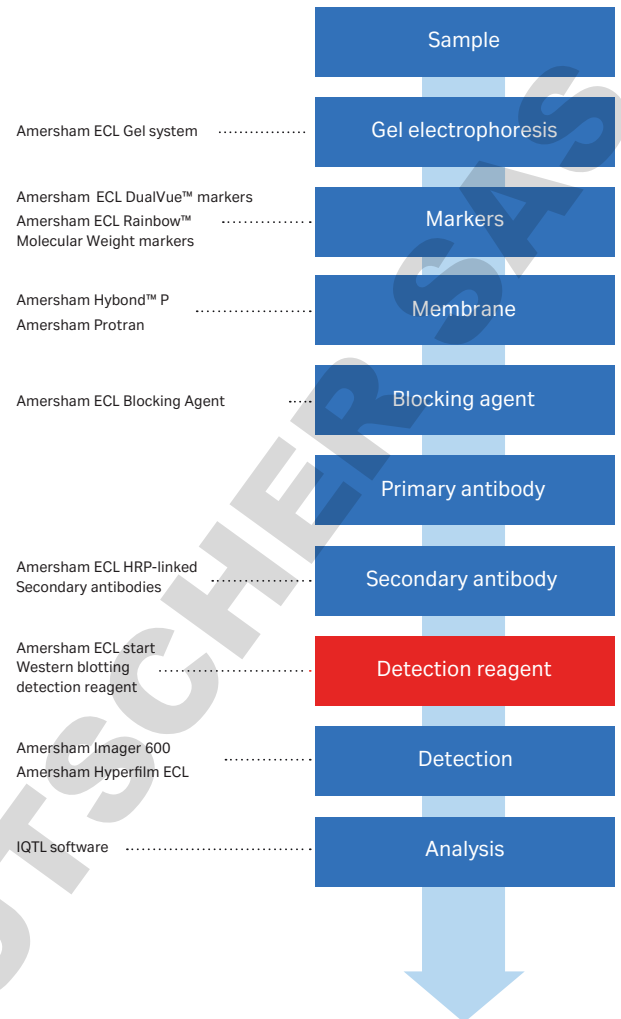 Sample
Amersham ECL Gel system
Gel electrophoresis
Amersham ECL DualVue™ markers
Amersham ECL Rainbow™
Molecular Weight markers
Markers
Amersham Hybond™ P
Amersham Protran
Membrane
Amersham ECL Blocking Agent
Blocking agent
Primary antibody
Amersham ECL HRP-linked
Secondary antibodies
Secondary antibody
Amersham ECL start
Western blotting
detection reagent
Detection reagent
Amersham Imager 600
Amersham Hyperfilm ECL
Detection
IQTL software
Analysis
UTSCHER SAS